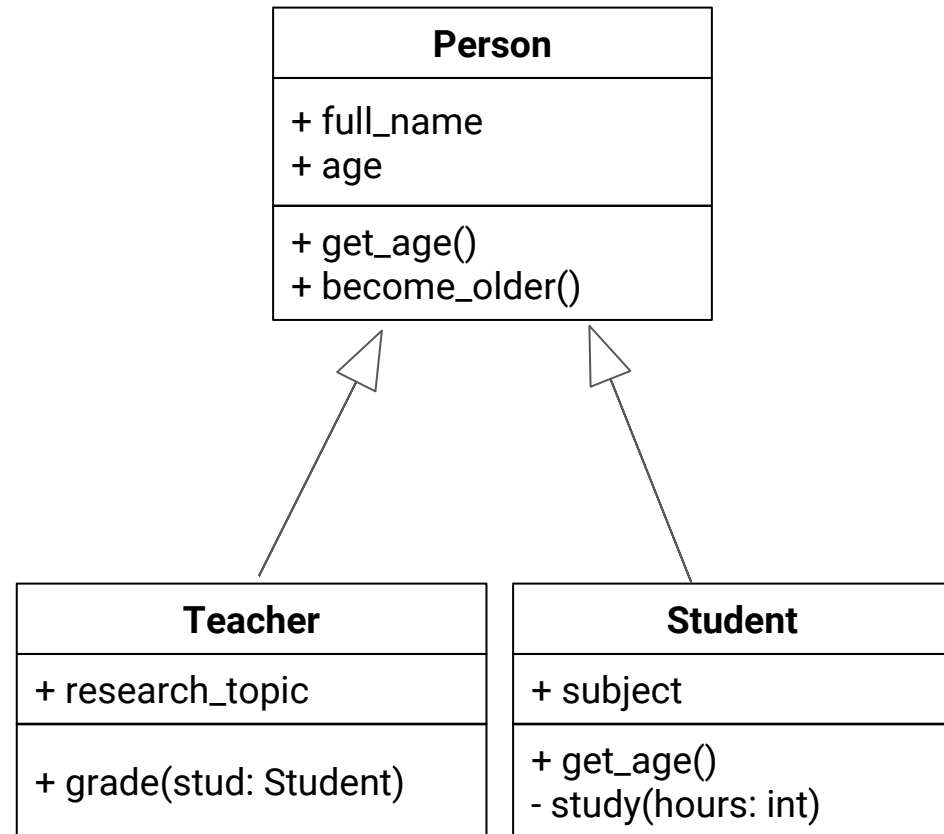 Person
+ full_name
+ age
+ get_age()
+ become_older()
Teacher
+ research_topic
+ grade(stud: Student)
Student
+ subject
+ get_age()
- study(hours: int)